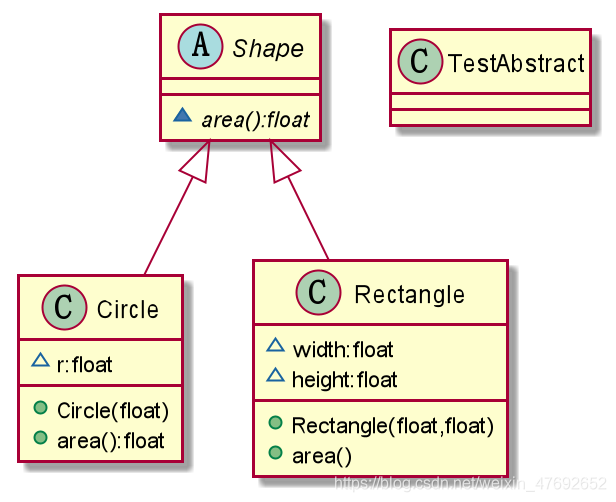 A Shape
area():float
C TestAbstract
C Circle
r:float
Circle(float)
area():float
C Rectangle
width:float
height:float
Rectangle(float,float)
area()
https://blog.csdn.net/weixin_47692652